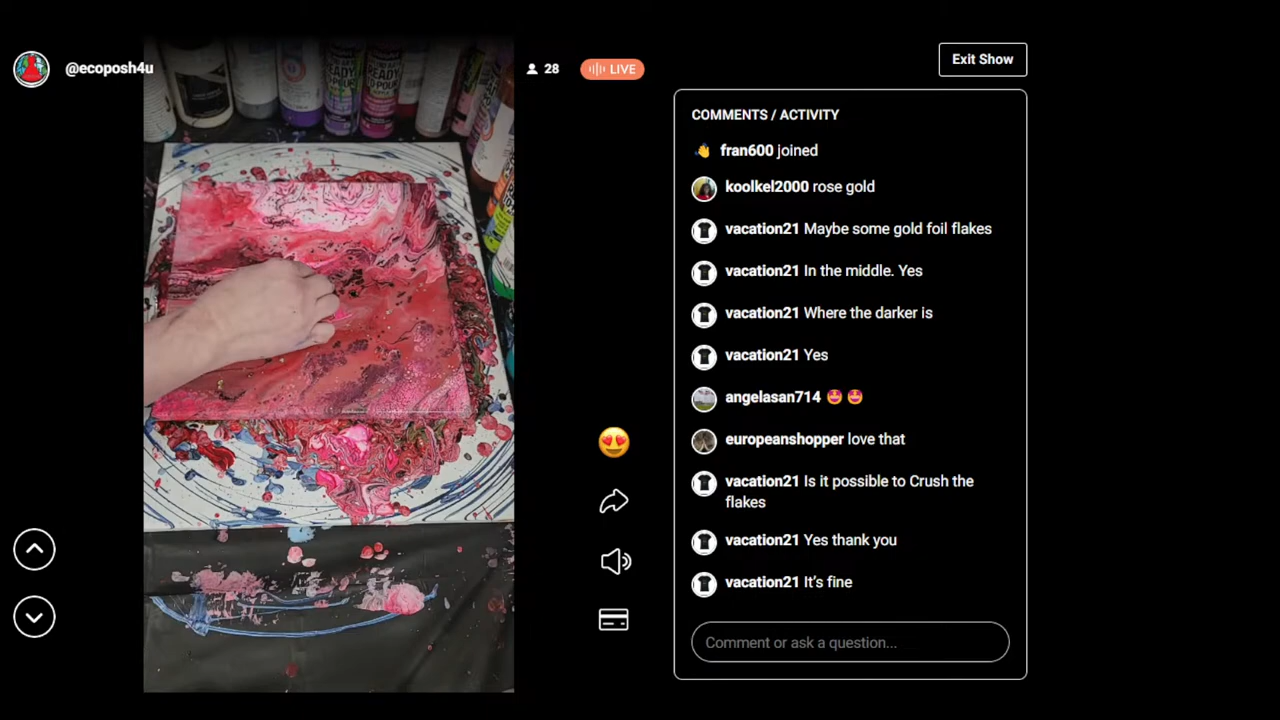 @ecoposh4u
28
LIVE
Exit Show
COMMENTS / ACTIVITY
fran600 joined
koolkel2000 rose gold
vacation21 Maybe some gold foil flakes
vacation21 In the middle. Yes
vacation21 Where the darker is
vacation21 Yes
angelasan714
europeanshopper love that
vacation21 Is it possible to Crush the
flakes
vacation21 Yes thank you
vacation21 It's fine
Comment or ask a question...
READY
READY